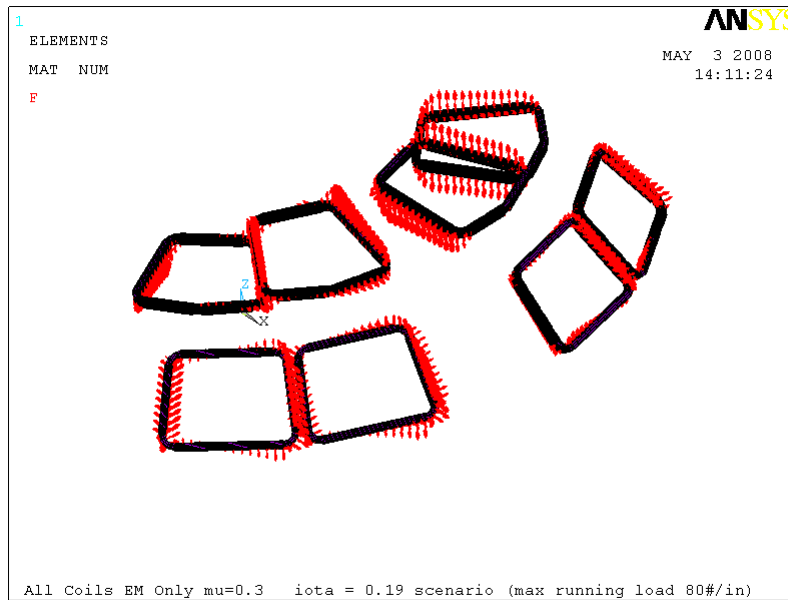 1
ELEMENTS
MAT NUM
F
ANSYS
MAY 3 2008
14:11:24
Z
X
All Coils EM Only mu=0.3 iota = 0.19 scenario (max running load 80#/in)